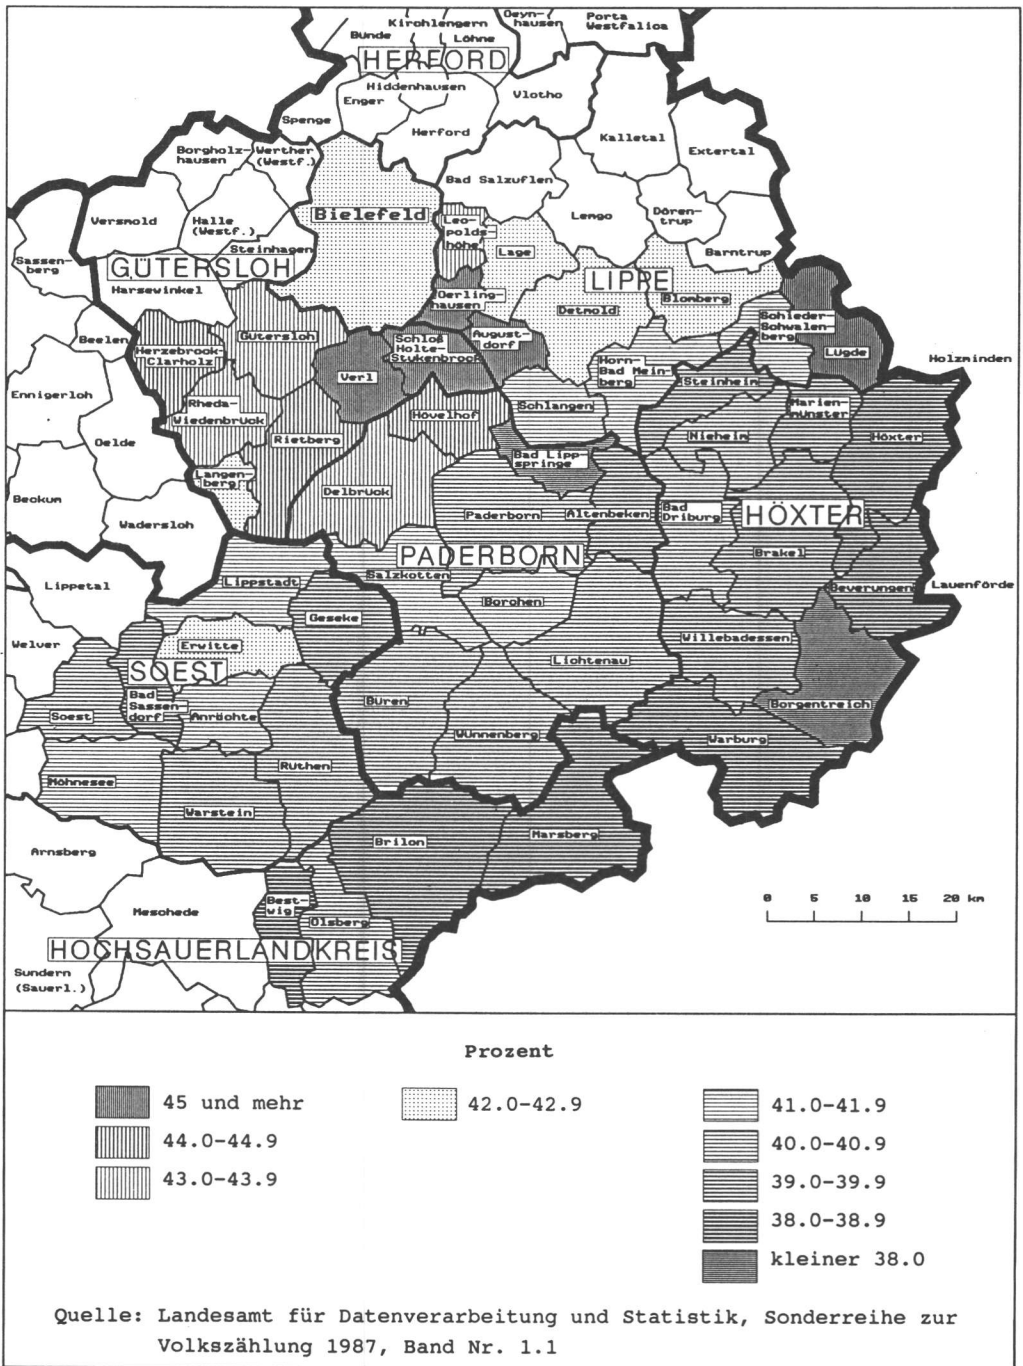 Kirchlengern
Oeyn-
hausen
Porta
Westfalica
Bünde
Löhne
HERFORD
Hiddenhausen
Enger
Vlotho
Spenge
Herford
Kalletal
Extertal
Borgholz-
hausen
Werther
(Westf.)
Bad Salzuflen
Versmold
Halle
(Westf.)
Bielefeld
Leo-
polds-
höhe
Lemgo
Dören-
trup
Steinhagen
Lage
Barntrup
Sassen-
berg
GÜTERSLOH
LIPPE
Harsewinkel
Oerling-
hausen
Detmold
Blomberg
Schieder-
Schwalen-
berg
Beelen
Gütersloh
Schloß
Holte-
Stukenbrock
August-
dorf
Lügde
Holzminden
Herzebrock-
Clarholz
Verl
Horn-
Bad Mein-
berg
Steinheim
Ennigerloh
Rheda-
Wiedenbrück
Hövelhof
Schlangen
Marien-
münster
Oelde
Rietberg
Nieheim
Höxter
Langen-
berg
Bad Lipp-
springe
Beckum
Delbrück
Wadersloh
Paderborn
Altenbeken
Bad
Driburg
HÖXTER
PADERBORN
Brakel
Lippetal
Lippstadt
Salzkotten
Beverungen
Lauenförde
Borchen
Geseke
Welver
Erwitte
Willebadessen
SOEST
Lichtenau
Bad
Sassen-
dorf
Soest
Anröchte
Büren
Borgentreich
Wünnenberg
Warburg
Möhnesee
Rüthen
Warstein
Marsberg
Brilon
Arnsberg
Best-
wig
Meschede
Olsberg
HOCHSAUERLANDKREIS
Sundern
(Sauerl.)
0 5 10 15 20 km
Prozent
45 und mehr
44.0-44.9
43.0-43.9
42.0-42.9
41.0-41.9
40.0-40.9
39.0-39.9
38.0-38.9
kleiner 38.0
Quelle: Landesamt für Datenverarbeitung und Statistik, Sonderreihe zur
Volkszählung 1987, Band Nr. 1.1